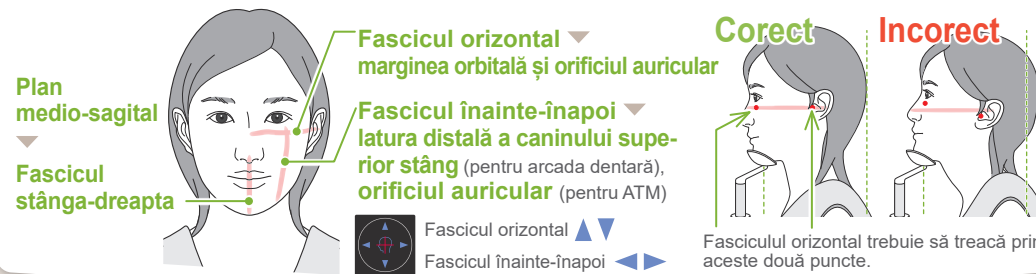 Plan
medio-sagital
Fascicul
stânga-dreapta
Fascicul orizontal
marginea orbitală și orificiul auricular
Fascicul înainte-înapoi
latura distală a caninului supe-
rior stâng (pentru arcada dentară),
orificiul auricular (pentru ATM)
Fascicul orizontal
Fascicul înainte-înapoi
Corect
Incorect
Fasciculul orizontal trebuie să treacă prin
aceste două puncte.